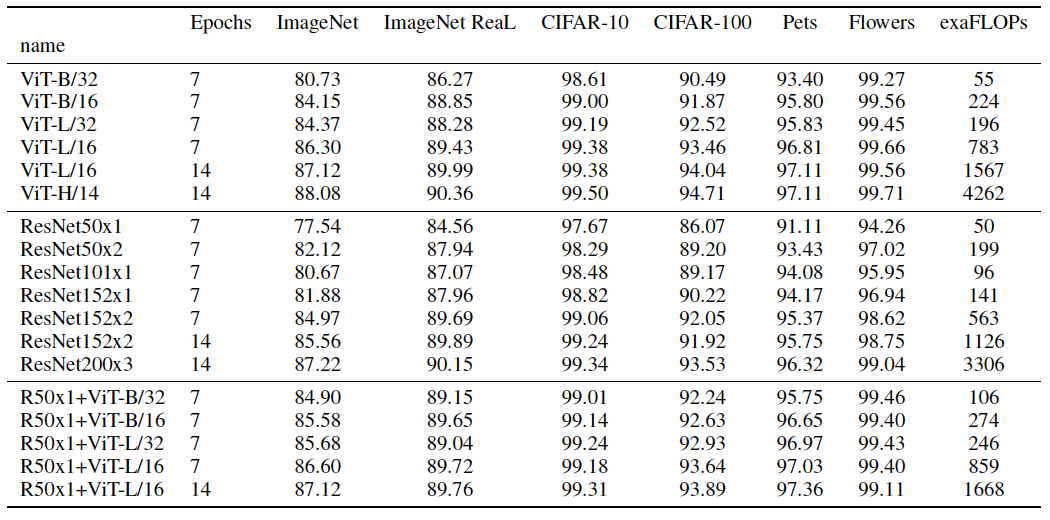 Epochs ImageNet ImageNet ReaL CIFAR-10 CIFAR-100 Pets Flowers exaFLOPs
name
ViT-B/32 7 80.73 86.27 98.61 90.49 93.40 99.27 55
ViT-B/16 7 84.15 88.85 99.00 91.87 95.80 99.56 224
ViT-L/32 7 84.37 88.28 99.19 92.52 95.83 99.45 196
ViT-L/16 7 86.30 89.43 99.38 93.46 96.81 99.66 783
ViT-L/16 14 87.12 89.99 99.38 94.04 97.11 99.56 1567
ViT-H/14 14 88.08 90.36 99.50 94.71 97.11 99.71 4262
ResNet50x1 7 77.54 84.56 97.67 86.07 91.11 94.26 50
ResNet50x2 7 82.12 87.94 98.29 89.20 93.43 97.02 199
ResNet101x1 7 80.67 87.07 98.48 89.17 94.08 95.95 96
ResNet152x1 7 81.88 87.96 98.82 90.22 94.17 96.94 141
ResNet152x2 7 84.97 89.69 99.06 92.05 95.37 98.62 563
ResNet152x2 14 85.56 89.89 99.24 91.92 95.75 98.75 1126
ResNet200x3 14 87.22 90.15 99.34 93.53 96.32 99.04 3306
R50x1+ViT-B/32 7 84.90 89.15 99.01 92.24 95.75 99.46 106
R50x1+ViT-B/16 7 85.58 89.65 99.14 92.63 96.65 99.40 274
R50x1+ViT-L/32 7 85.68 89.04 99.24 92.93 96.97 99.43 246
R50x1+ViT-L/16 7 86.60 89.72 99.18 93.64 97.03 99.40 859
R50x1+ViT-L/16 14 87.12 89.76 99.31 93.89 97.36 99.11 1668